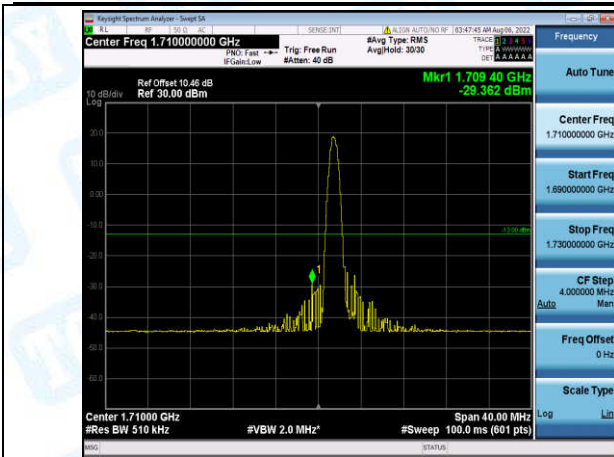 Keysight Spectrum Analyzer - Swept SA
RL RF 50 Ω AC SENSE:INT ALIGN AUTO/NO RF 03:47:45 AM Aug 06, 2022
Center Freq 1.710000000 GHz
PNO: Fast
IFGain:Low
Trig: Free Run
#Atten: 40 dB
#Avg Type: RMS
Avg|Hold: 30/30
TRACE 1 2 3 4 5 6
TYPE A W W W W W
DET A A A A A A
Ref Offset 10.46 dB
10 dB/div Ref 30.00 dBm
Log
Mkr1 1.709 40 GHz
-29.362 dBm
20.0
10.0
0.00
-10.0
-13.00 dBm
-20.0
1
-30.0
-40.0
-50.0
-60.0
Center 1.71000 GHz
Span 40.00 MHz
#Res BW 510 kHz
#VBW 2.0 MHz*
#Sweep 100.0 ms (601 pts)
MSG
STATUS
Frequency
Auto Tune
Center Freq
1.710000000 GHz
Start Freq
1.690000000 GHz
Stop Freq
1.730000000 GHz
CF Step
4.000000 MHz
Auto Man
Freq Offset
0 Hz
Scale Type
Log Lin